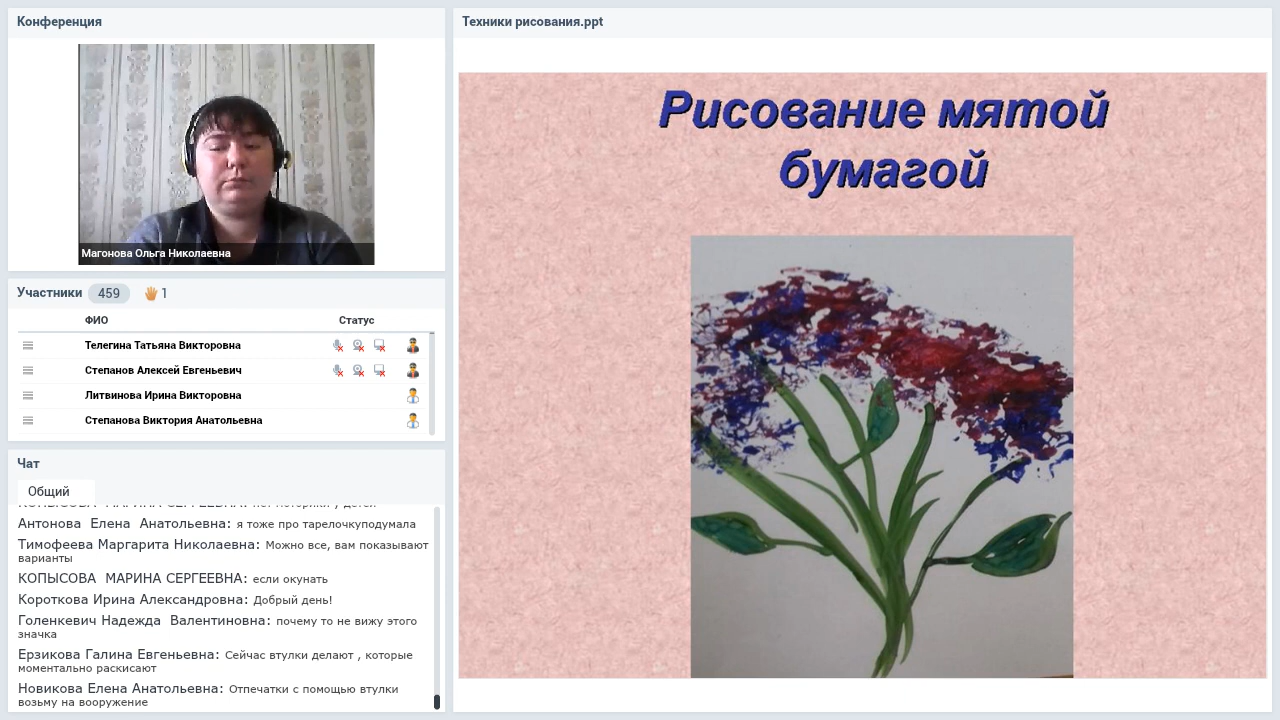 Конференция
Магонова Ольга Николаевна
Участники 459 1
ФИО Статус
Телегина Татьяна Викторовна
Степанов Алексей Евгеньевич
Литвинова Ирина Викторовна
Степанова Виктория Анатольевна
Чат
Общий
Антонова Елена Анатольевна: я тоже про тарелочкуподумала
Тимофеева Маргарита Николаевна: Можно все, вам показывают
варианты
КОПЫСОВА МАРИНА СЕРГЕЕВНА: если окунать
Короткова Ирина Александровна: Добрый день!
Голенкевич Надежда Валентиновна: почему то не вижу этого
значка
Ерзикова Галина Евгеньевна: Сейчас втулки делают , которые
моментально раскисают
Новикова Елена Анатольевна: Отпечатки с помощью втулки
возьму на вооружение
Техники рисования.ppt
Рисование мятой
бумагой